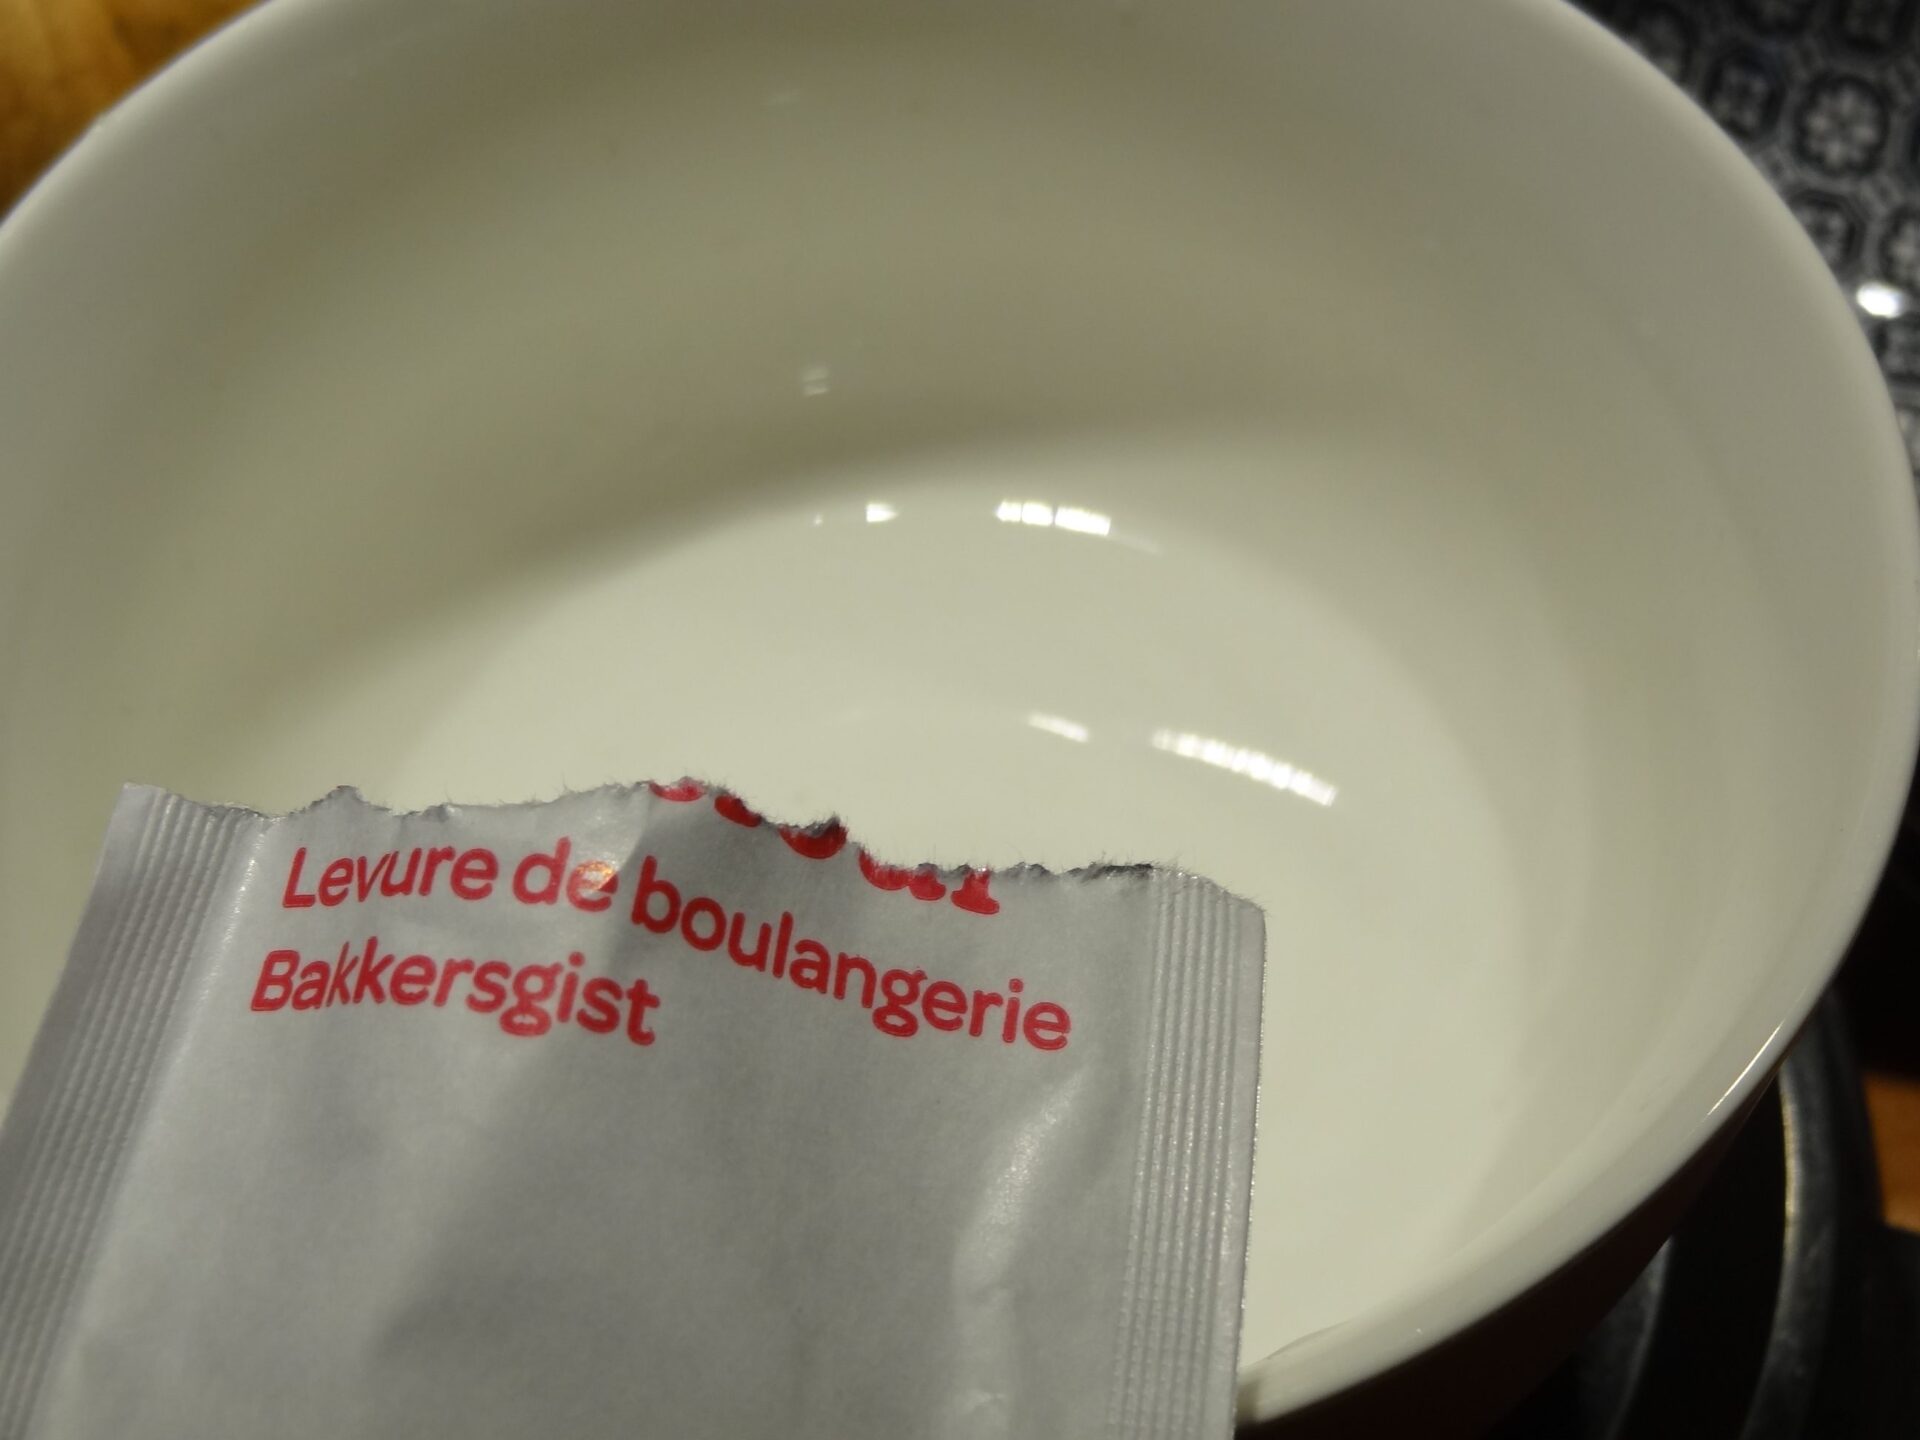 Levure de boulangerie
Bakkersgist